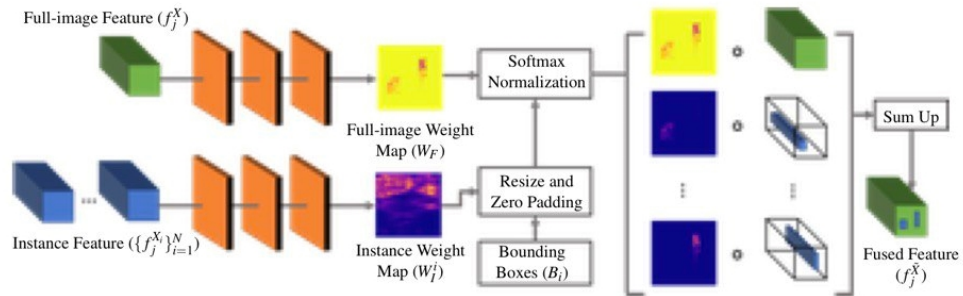 Full-image Feature (f_j^X)
Softmax
Normalization
Full-image Weight
Map (W_F)
Sum Up
...
Resize and
Zero Padding
Instance Feature ({f_j^{X_i}}_{i=1}^N)
Instance Weight
Map (W_I^i)
Bounding
Boxes (B_i)
Fused Feature
(f_j^{X̃})